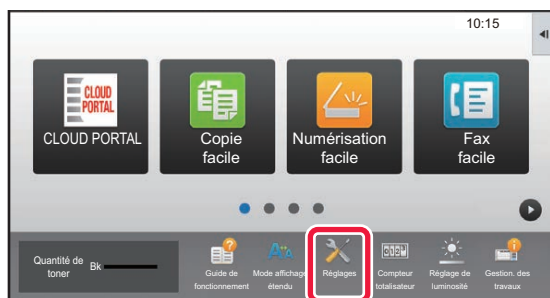 10:15
CLOUD
PORTAL
CLOUD PORTAL
Copie
facile
Numérisation
facile
Fax
facile
Quantité de
toner
Bk
Guide de
fonctionnement
Mode affichage
étendu
Réglages
Compteur
totalisateur
Réglage de
luminosité
Gestion. des
travaux